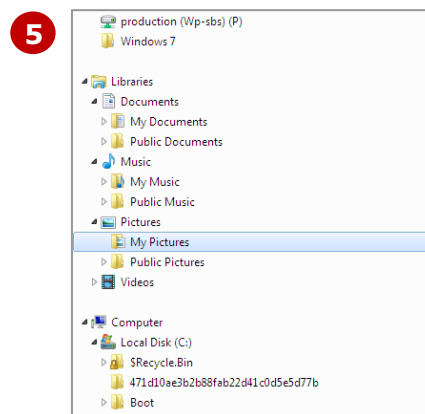 5
production (Wp-sbs) (P)
Windows 7
Libraries
Documents
My Documents
Public Documents
Music
My Music
Public Music
Pictures
My Pictures
Public Pictures
Videos
Computer
Local Disk (C:)
$Recycle.Bin
471d10ae3b2b88fab22d41c0d5e5d77b
Boot